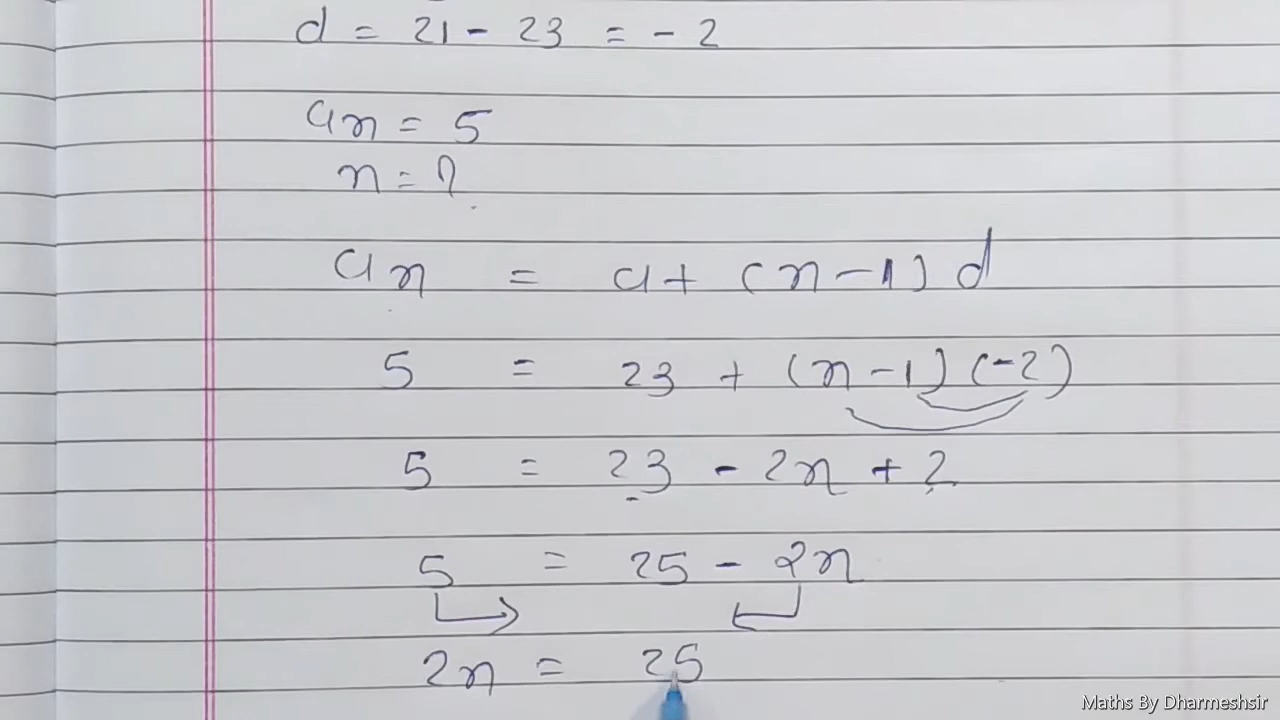 d = 21 - 23 = - 2
an = 5
n = ?
an = a + (n - 1) d
5 = 23 + (n - 1) (-2)
5 = 23 - 2n + 2
5 = 25 - 2n
2n = 25
Maths By Dharmeshsir